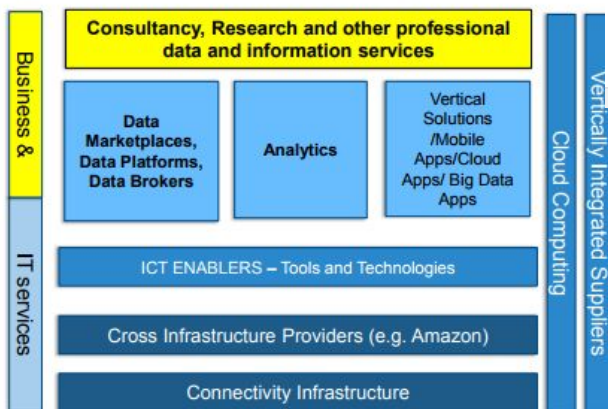 Business &
IT services
Consultancy, Research and other professional
data and information services
Data
Marketplaces,
Data Platforms,
Data Brokers
Analytics
Vertical
Solutions
/Mobile
Apps/Cloud
Apps/ Big Data
Apps
ICT ENABLERS – Tools and Technologies
Cross Infrastructure Providers (e.g. Amazon)
Connectivity Infrastructure
Cloud Computing
Vertically Integrated Suppliers